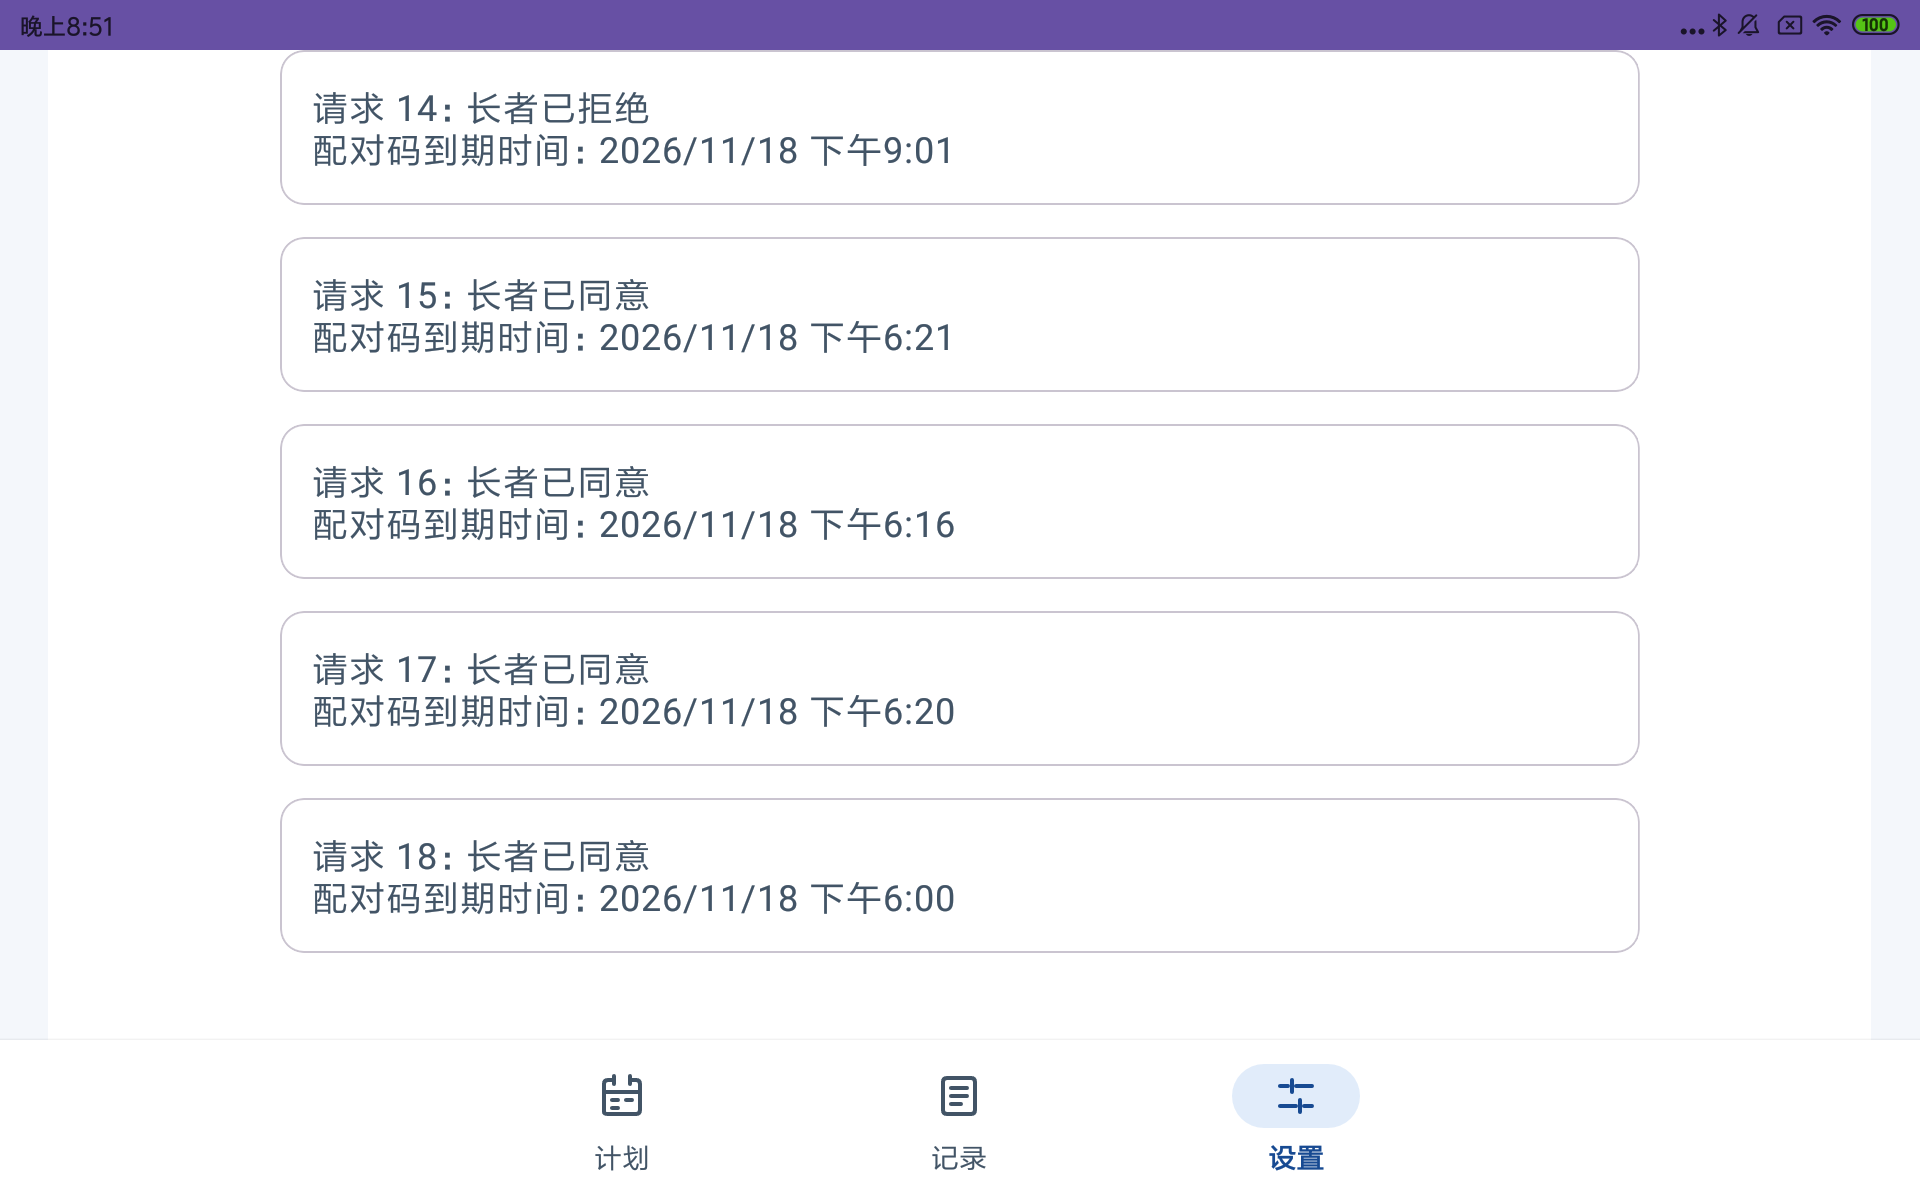 晚上8:51
100
请求 14：长者已拒绝
配对码到期时间：2026/11/18 下午9:01
请求 15：长者已同意
配对码到期时间：2026/11/18 下午6:21
请求 16：长者已同意
配对码到期时间：2026/11/18 下午6:16
请求 17：长者已同意
配对码到期时间：2026/11/18 下午6:20
请求 18：长者已同意
配对码到期时间：2026/11/18 下午6:00
计划
记录
设置